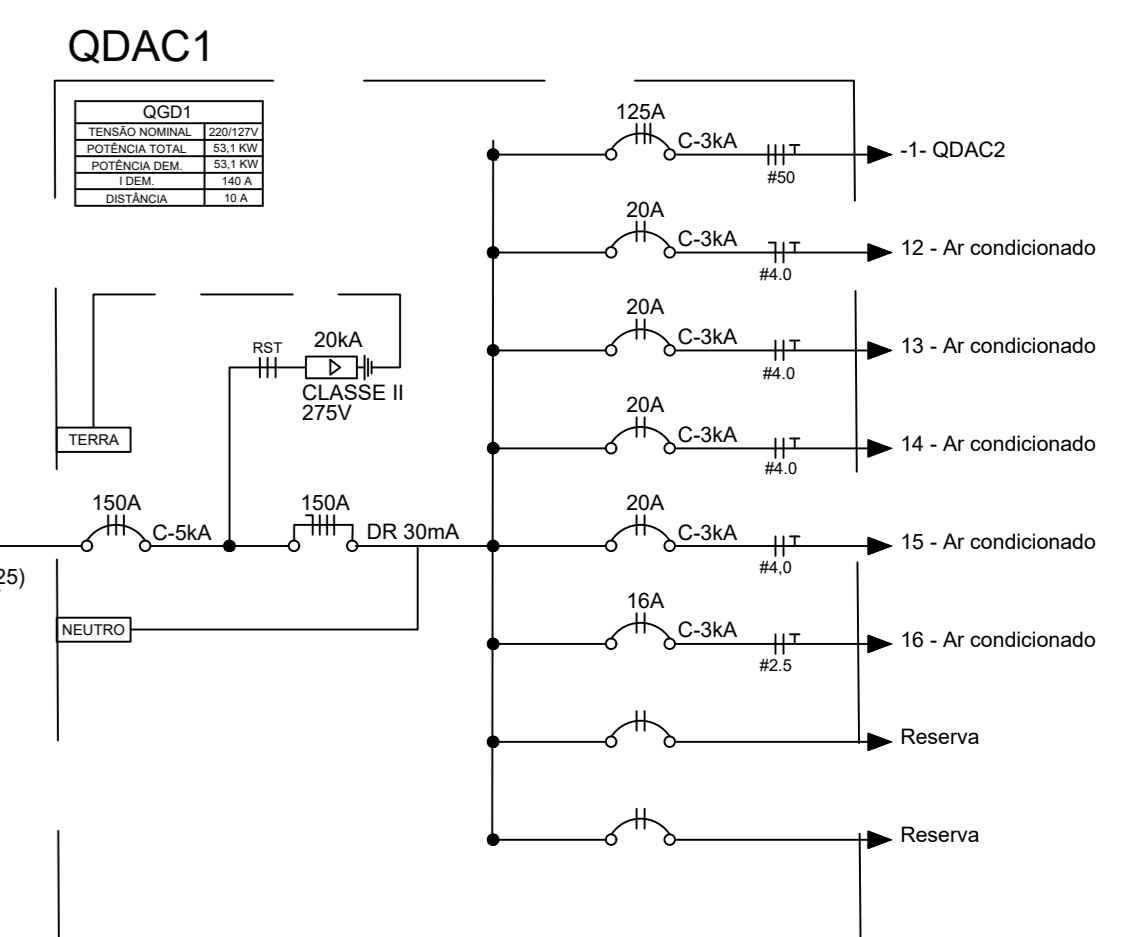 QDAC1
QGD1
TENSÃO NOMINAL 220/127V
POTÊNCIA TOTAL 53,1 KW
POTÊNCIA DEM. 53,1 KW
I DEM. 140 A
DISTÂNCIA 10 A
125A
C-3kA
#50
-1- QDAC2
20A
C-3kA
#4.0
12 - Ar condicionado
20A
C-3kA
#4.0
13 - Ar condicionado
RST
20kA
CLASSE II
275V
20A
C-3kA
#4.0
14 - Ar condicionado
TERRA
150A
C-5kA
150A
DR 30mA
20A
C-3kA
#4,0
15 - Ar condicionado
25)
NEUTRO
16A
C-3kA
#2.5
16 - Ar condicionado
Reserva
Reserva